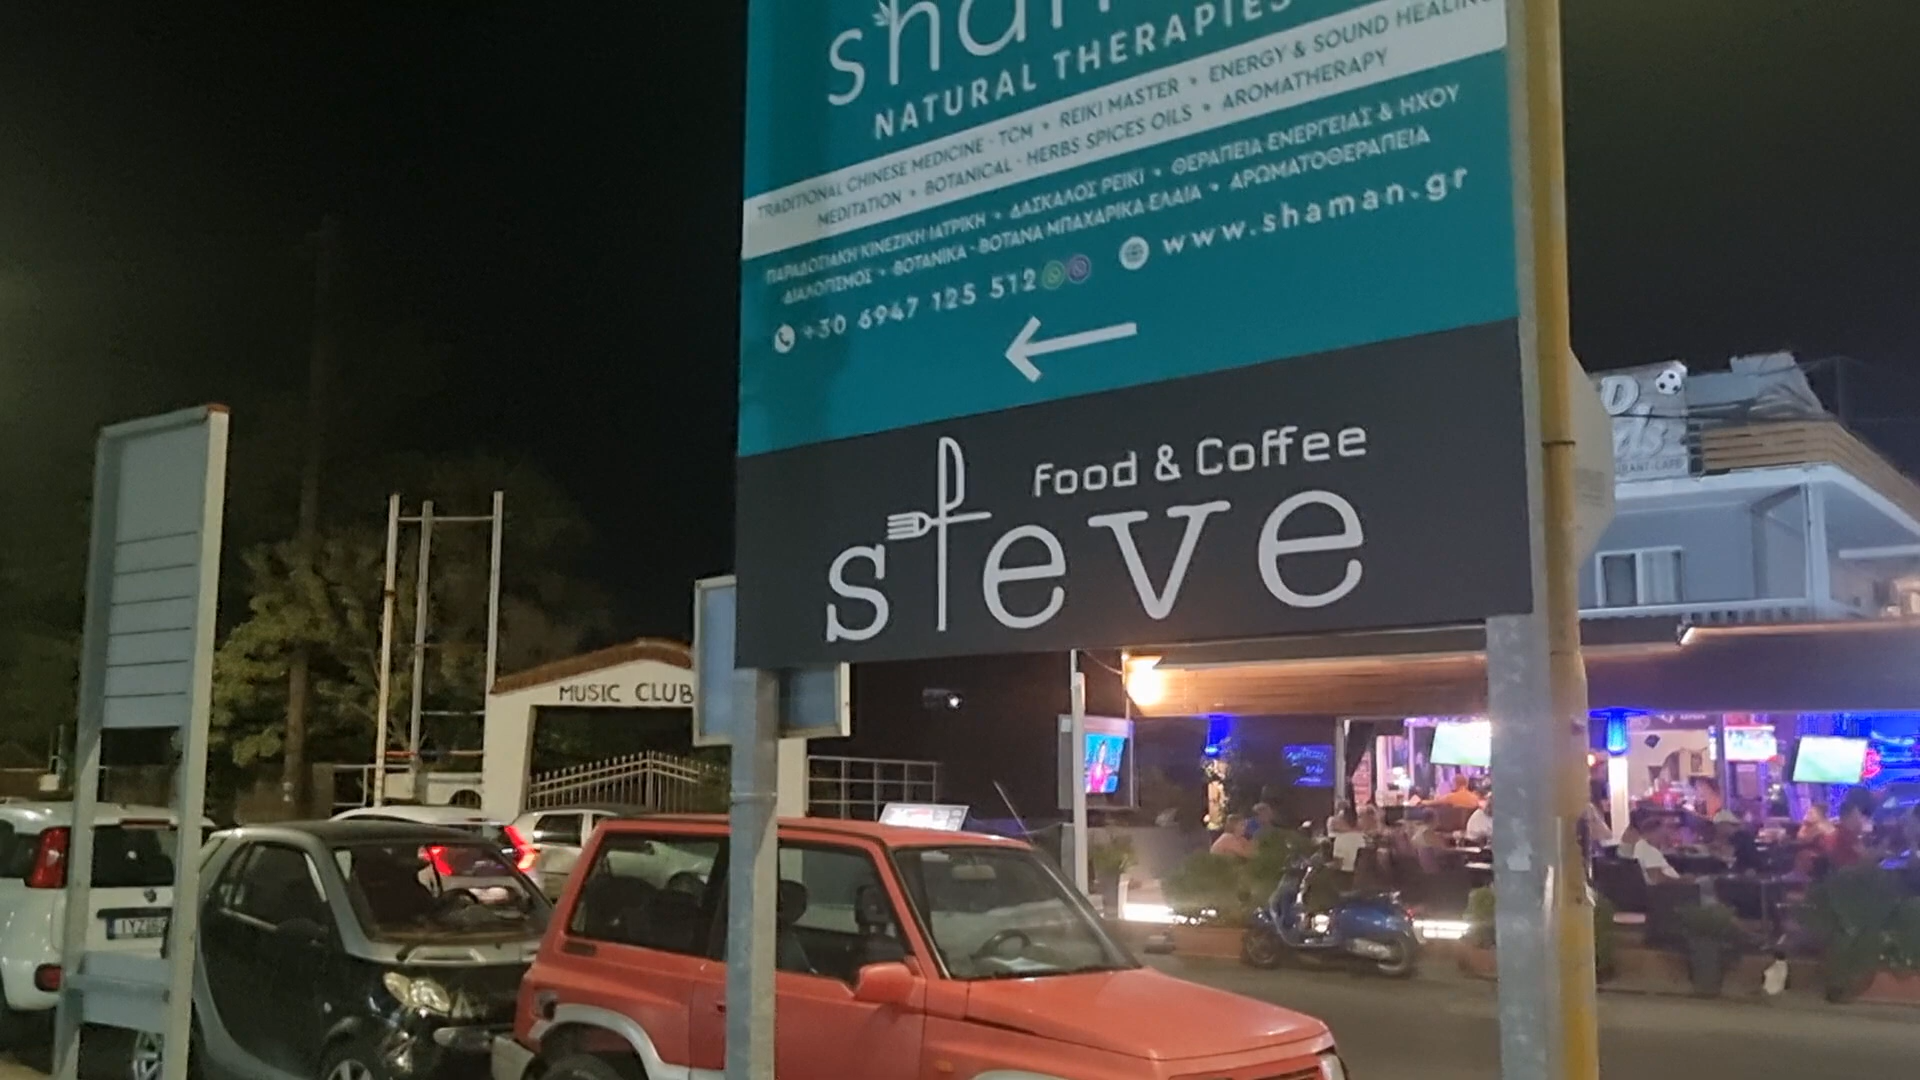 NATURAL THERAPIES
TRADITIONAL CHINESE MEDICINE · TCM • REIKI MASTER • ENERGY & SOUND HEALING
MEDITATION • BOTANICAL · HERBS SPICES OILS • AROMATHERAPY
ΠΑΡΑΔΟΣΙΑΚΗ ΚΙΝΕΖΙΚΗ ΙΑΤΡΙΚΗ • ΔΑΣΚΑΛΟΣ ΡΕΙΚΙ • ΘΕΡΑΠΕΙΑ ΕΝΕΡΓΕΙΑΣ & ΗΧΟΥ
ΔΙΑΛΟΓΙΣΜΟΣ • ΒΟΤΑΝΙΚΑ · ΒΟΤΑΝΑ ΜΠΑΧΑΡΙΚΑ ΕΛΑΙΑ • ΑΡΩΜΑΤΟΘΕΡΑΠΕΙΑ
+30 6947 125 512 www.shaman.gr
Food & Coffee
steve
MUSIC CLUB